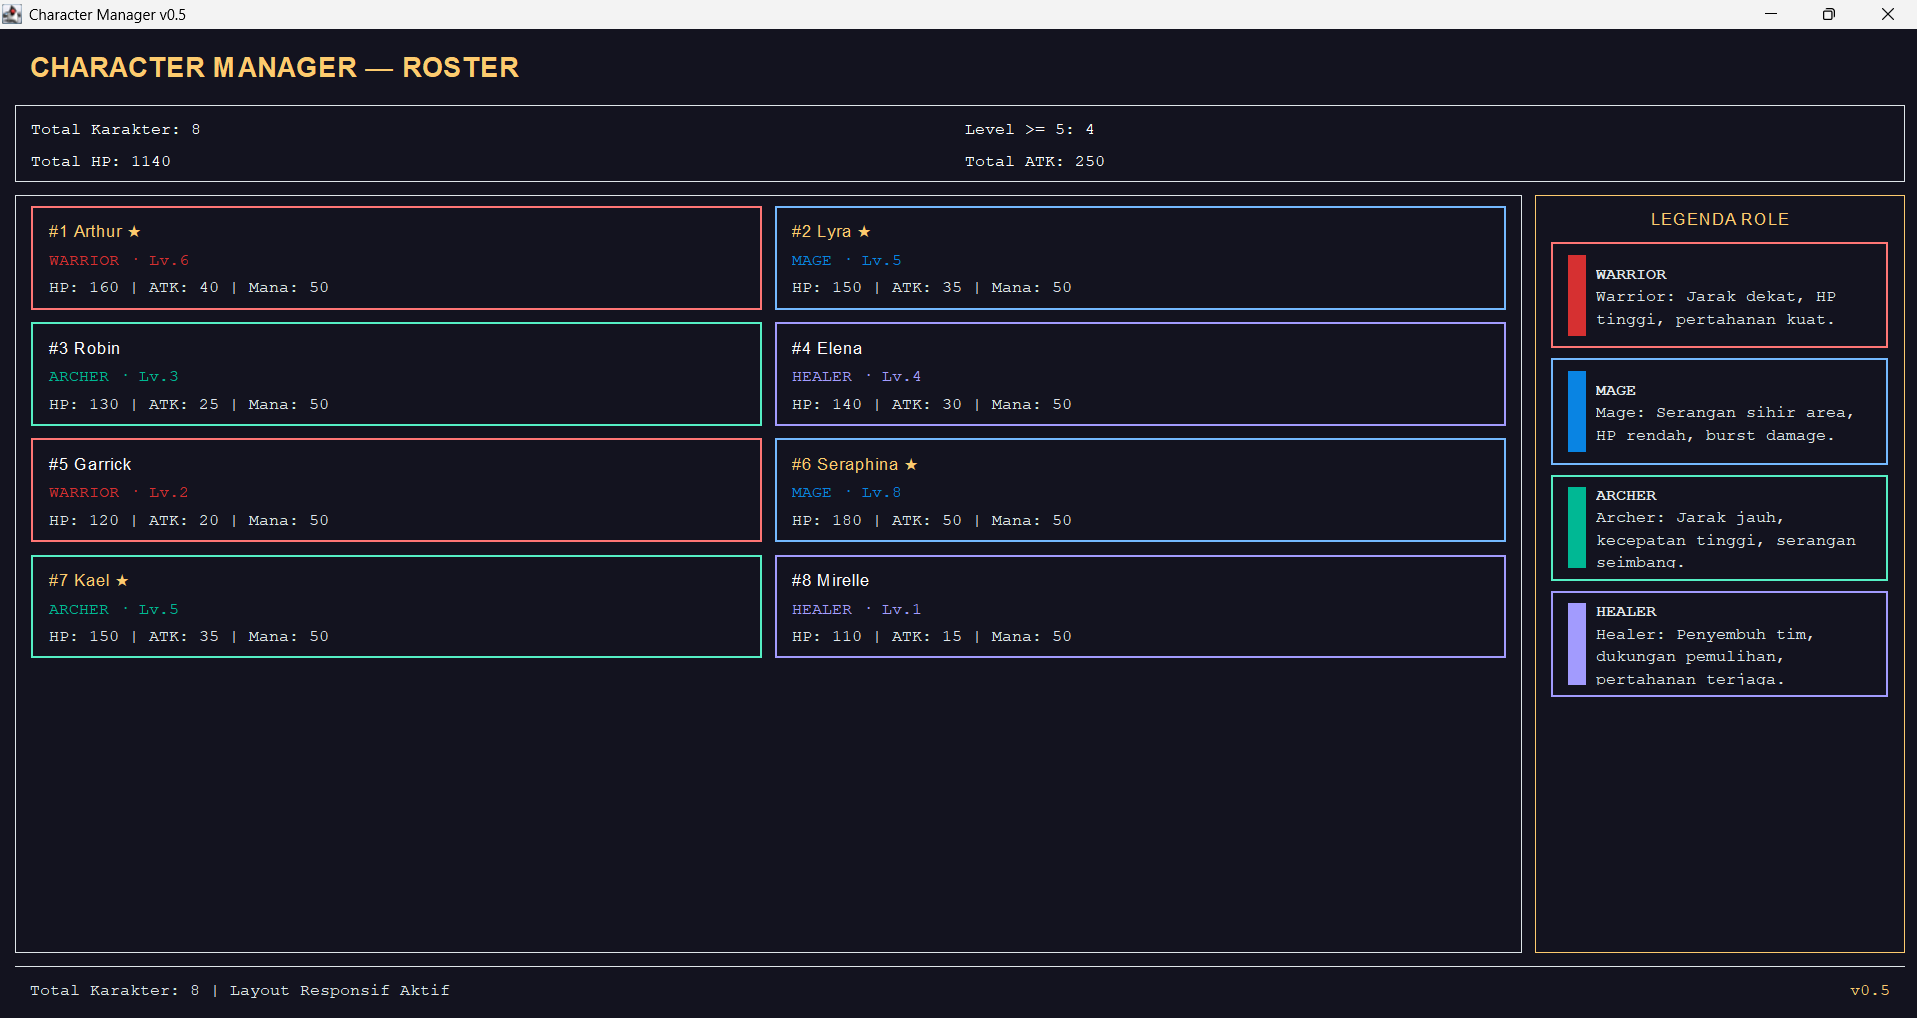 Character Manager v0.5
CHARACTER MANAGER — ROSTER
Total Karakter: 8
Level >= 5: 4
Total HP: 1140
Total ATK: 250
#1 Arthur ★
WARRIOR · Lv.6
HP: 160 | ATK: 40 | Mana: 50
#2 Lyra ★
MAGE · Lv.5
HP: 150 | ATK: 35 | Mana: 50
#3 Robin
ARCHER · Lv.3
HP: 130 | ATK: 25 | Mana: 50
#4 Elena
HEALER · Lv.4
HP: 140 | ATK: 30 | Mana: 50
#5 Garrick
WARRIOR · Lv.2
HP: 120 | ATK: 20 | Mana: 50
#6 Seraphina ★
MAGE · Lv.8
HP: 180 | ATK: 50 | Mana: 50
#7 Kael ★
ARCHER · Lv.5
HP: 150 | ATK: 35 | Mana: 50
#8 Mirelle
HEALER · Lv.1
HP: 110 | ATK: 15 | Mana: 50
LEGENDA ROLE
WARRIOR
Warrior: Jarak dekat, HP
tinggi, pertahanan kuat.
MAGE
Mage: Serangan sihir area,
HP rendah, burst damage.
ARCHER
Archer: Jarak jauh,
kecepatan tinggi, serangan
seimbang.
HEALER
Healer: Penyembuh tim,
dukungan pemulihan,
pertahanan terjaga.
Total Karakter: 8 | Layout Responsif Aktif
v0.5